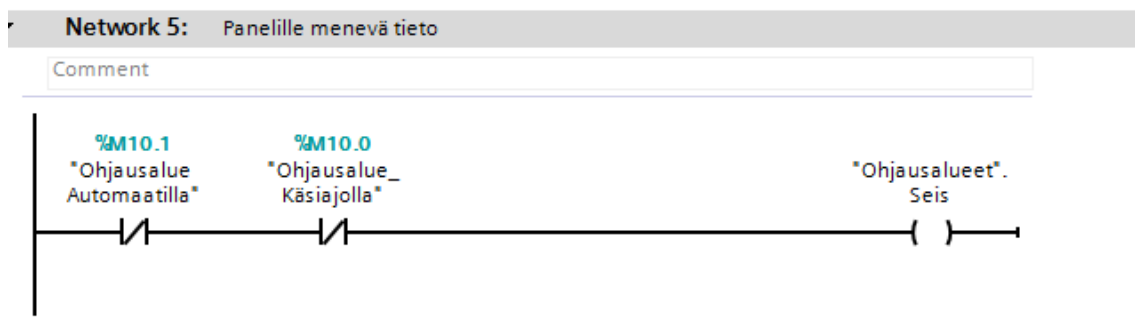 Network 5: Panelille menevä tieto
Comment
%M10.1
"Ohjausalue
Automaatilla"
%M10.0
"Ohjausalue_
Käsiajolla"
"Ohjausalueet".
Seis